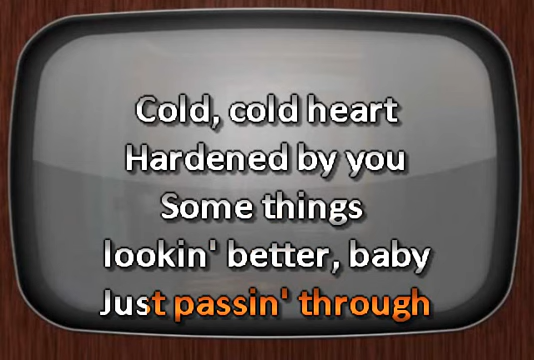 Cold, cold heart
Hardened by you
Some things
lookin' better, baby
Just passin' through